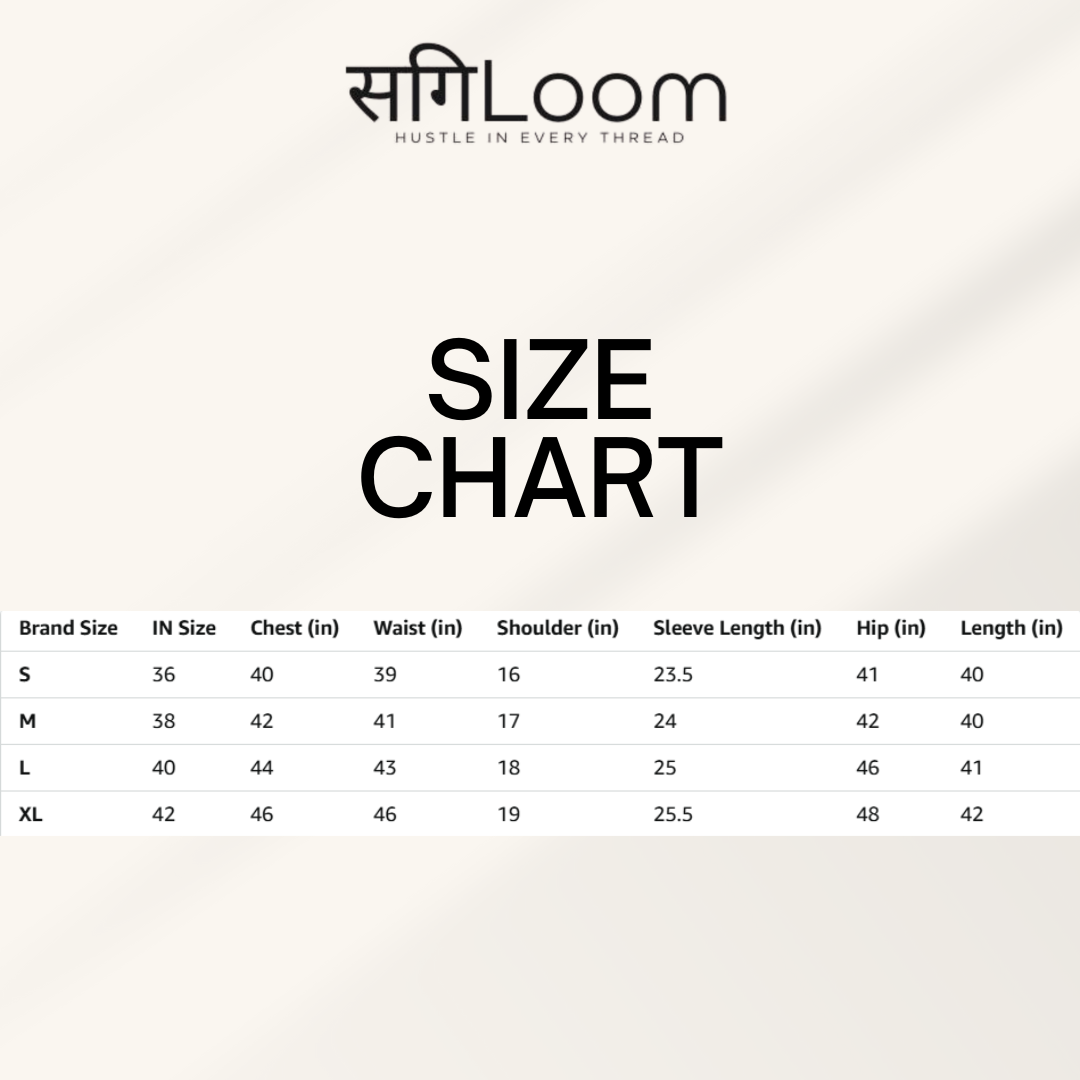 सगिLoom
HUSTLE IN EVERY THREAD
SIZE
CHART
Brand Size IN Size Chest (in) Waist (in) Shoulder (in) Sleeve Length (in) Hip (in) Length (in)
S 36 40 39 16 23.5 41 40
M 38 42 41 17 24 42 40
L 40 44 43 18 25 46 41
XL 42 46 46 19 25.5 48 42